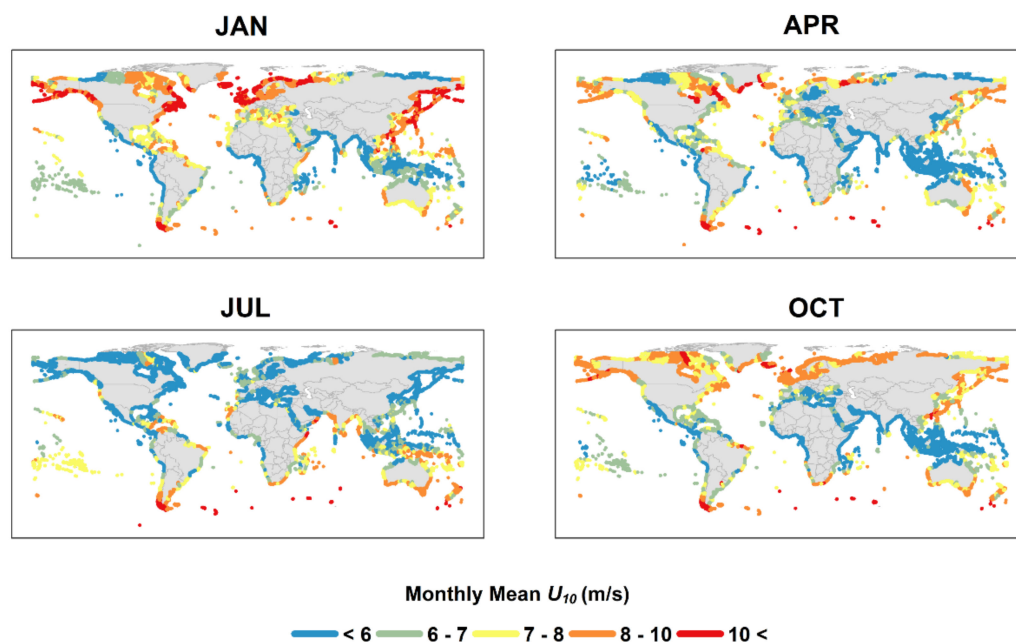 JAN
APR
JUL
OCT
Monthly Mean U10 (m/s)
< 6
6 - 7
7 - 8
8 - 10
10 <